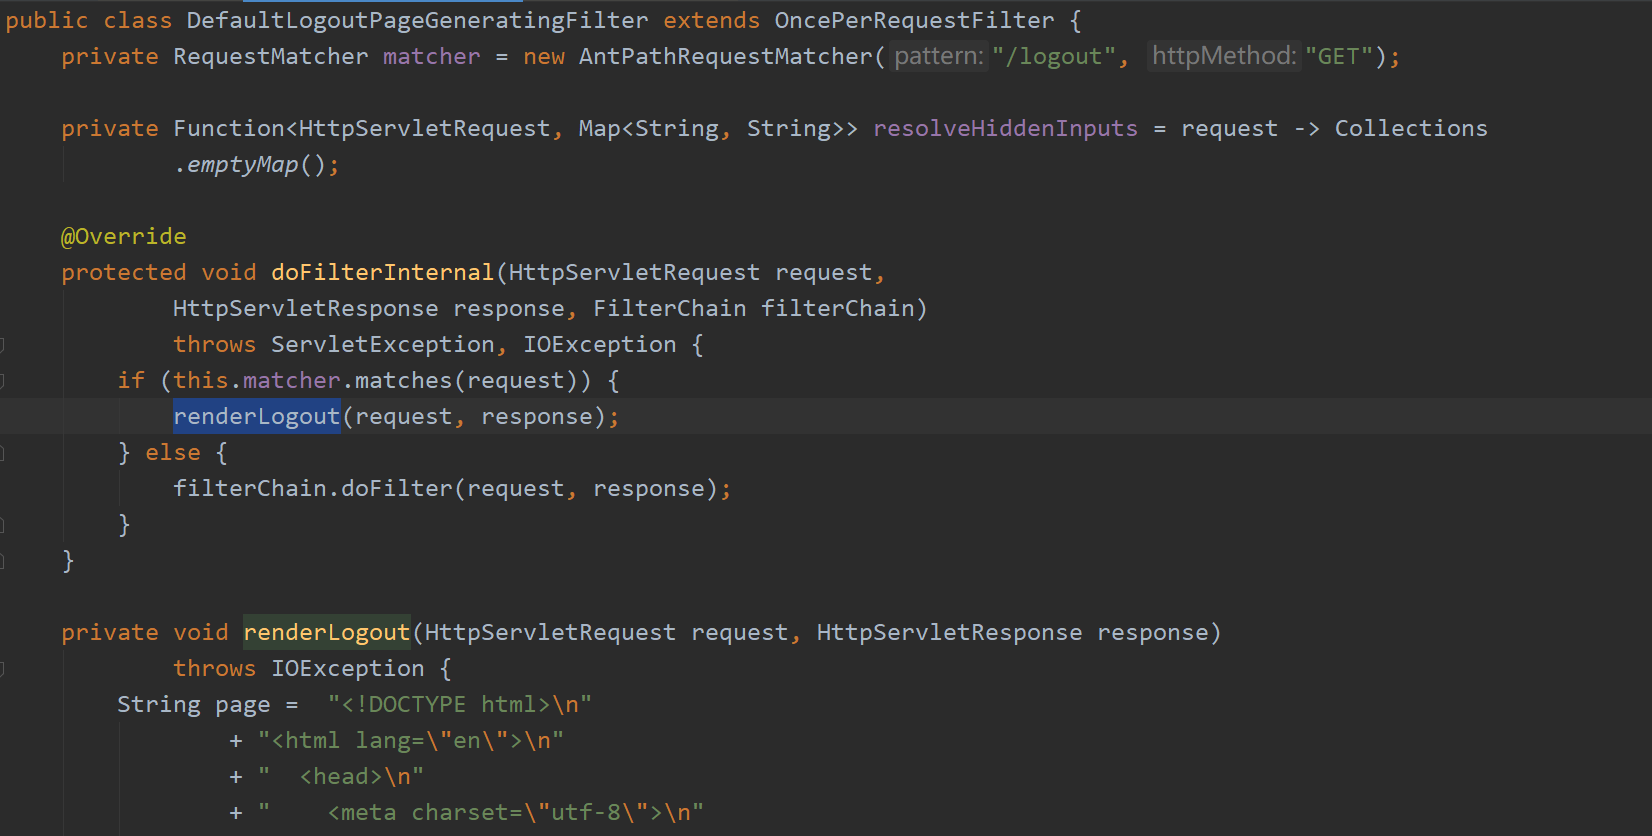 public class DefaultLogoutPageGeneratingFilter extends OncePerRequestFilter {
    private RequestMatcher matcher = new AntPathRequestMatcher( pattern: "/logout",  httpMethod: "GET");
    private Function<HttpServletRequest, Map<String, String>> resolveHiddenInputs = request -> Collections
            .emptyMap();
    @Override
    protected void doFilterInternal(HttpServletRequest request,
            HttpServletResponse response, FilterChain filterChain)
            throws ServletException, IOException {
        if (this.matcher.matches(request)) {
            renderLogout(request, response);
        } else {
            filterChain.doFilter(request, response);
        }
    }
    private void renderLogout(HttpServletRequest request, HttpServletResponse response)
            throws IOException {
        String page =  "<!DOCTYPE html>\n"
                + "<html lang=\"en\">\n"
                + "  <head>\n"
                + "    <meta charset=\"utf-8\">\n"